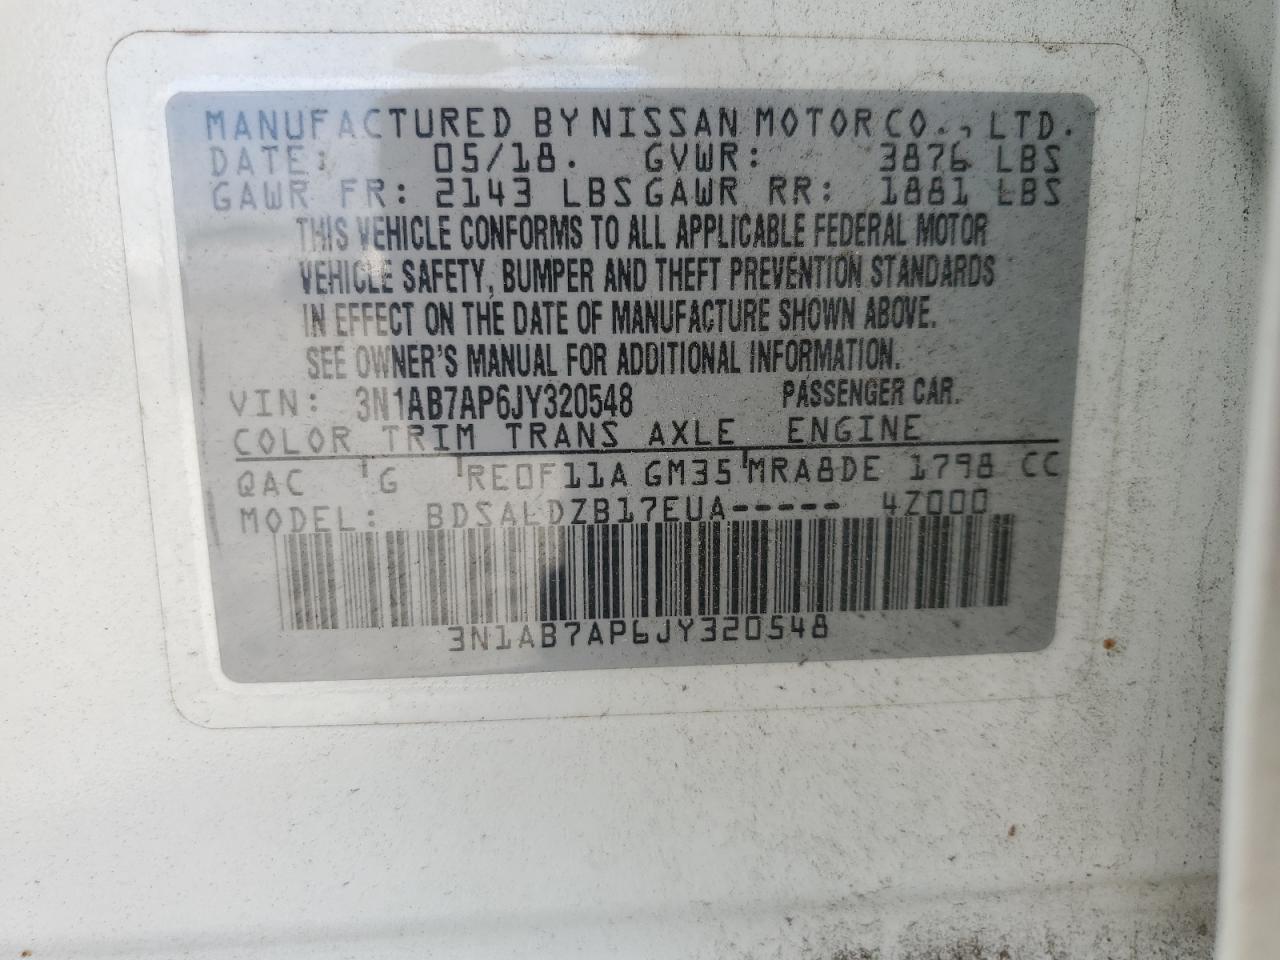 MANUFACTURED BY NISSAN MOTOR CO., LTD.
DATE: 05/18. GVWR: 3876 LBS
GAWR FR: 2143 LBS GAWR RR: 1881 LBS
THIS VEHICLE CONFORMS TO ALL APPLICABLE FEDERAL MOTOR
VEHICLE SAFETY, BUMPER AND THEFT PREVENTION STANDARDS
IN EFFECT ON THE DATE OF MANUFACTURE SHOWN ABOVE.
SEE OWNER'S MANUAL FOR ADDITIONAL INFORMATION.
VIN: 3N1AB7AP6JY320548 PASSENGER CAR.
COLOR TRIM TRANS AXLE ENGINE
QAC G RE0F11A GM35 MRA8DE 1798 CC
MODEL: BDSALDZB17EUA----- 4Z000
3N1AB7AP6JY320548